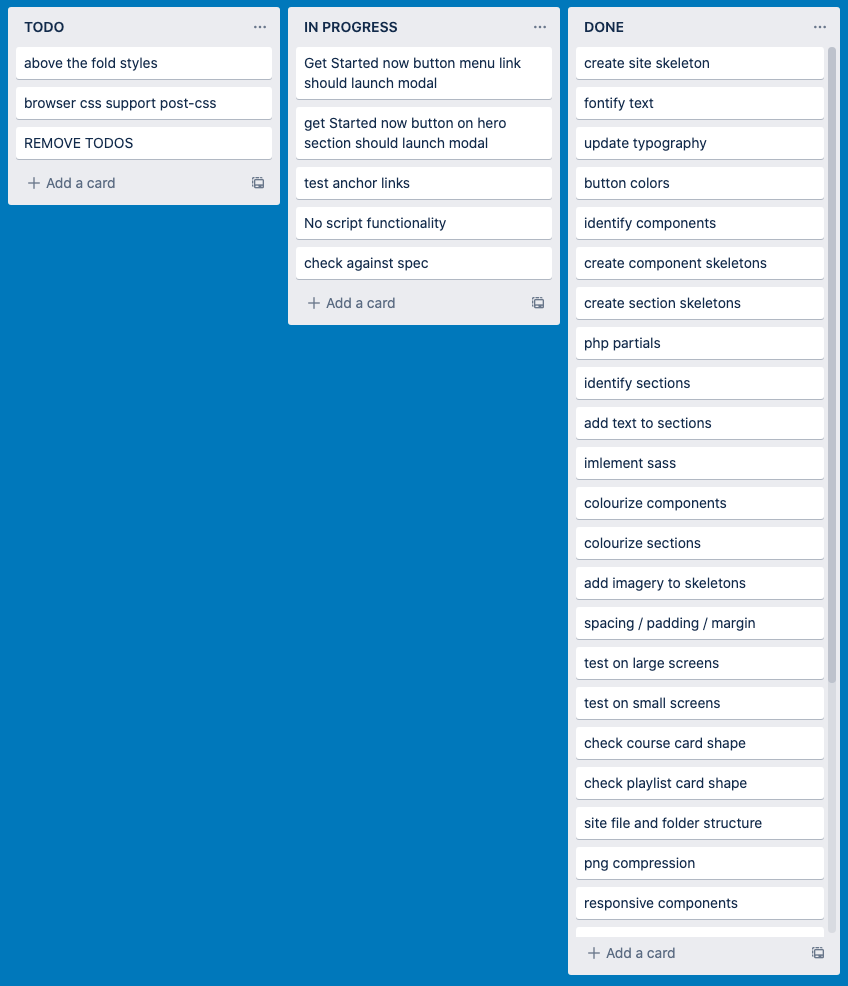 TODO
above the fold styles
browser css support post-css
REMOVE TODOS
Add a card
IN PROGRESS
Get Started now button menu link
should launch modal
get Started now button on hero
section should launch modal
test anchor links
No script functionality
check against spec
Add a card
DONE
create site skeleton
fontify text
update typography
button colors
identify components
create component skeletons
create section skeletons
php partials
identify sections
add text to sections
imlement sass
colourize components
colourize sections
add imagery to skeletons
spacing / padding / margin
test on large screens
test on small screens
check course card shape
check playlist card shape
site file and folder structure
png compression
responsive components
Add a card